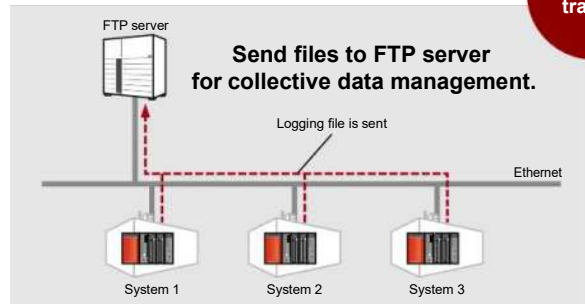 tra
FTP server
Send files to FTP server
for collective data management.
Logging file is sent
Ethernet
System 1
System 2
System 3